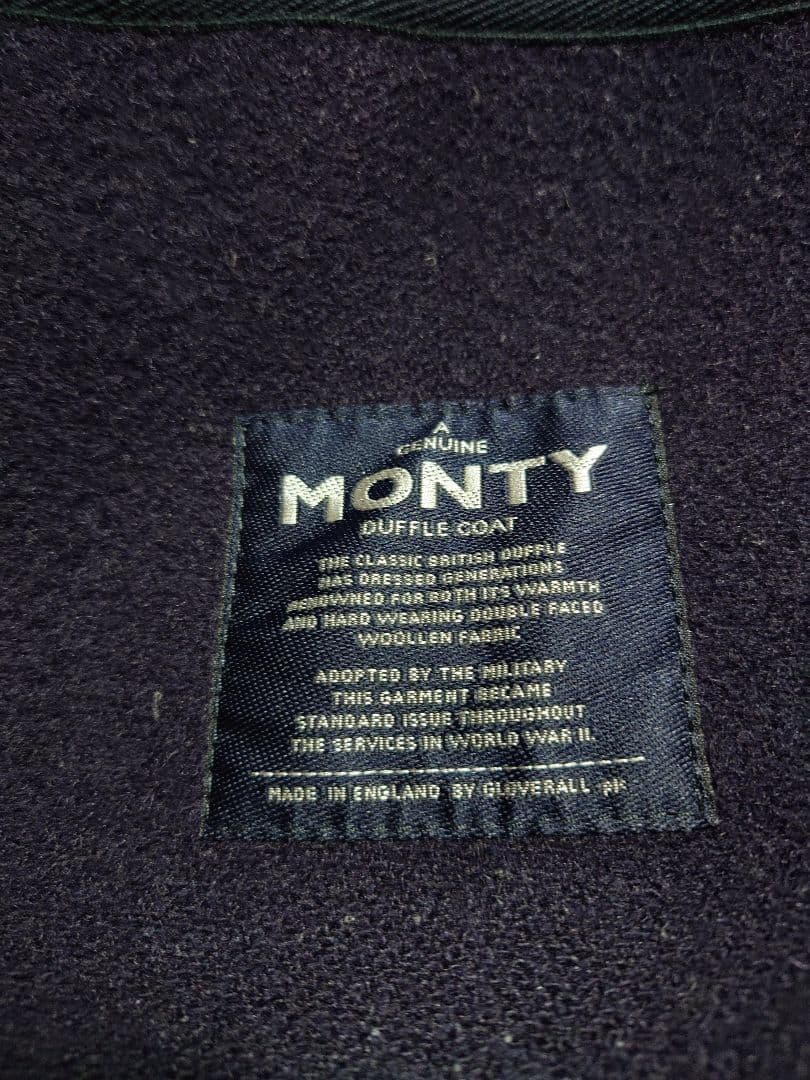 A
GENUINE
MONTY
DUFFLE COAT
THE CLASSIC BRITISH DUFFLE
HAS DRESSED GENERATIONS
RENOWNED FOR BOTH ITS WARMTH
AND HARD WEARING DOUBLE FACED
WOOLLEN FABRIC
ADOPTED BY THE MILITARY
THIS GARMENT BECAME
STANDARD ISSUE THROUGHOUT
THE SERVICES IN WORLD WAR II.
MADE IN ENGLAND BY GLOVERALL plc